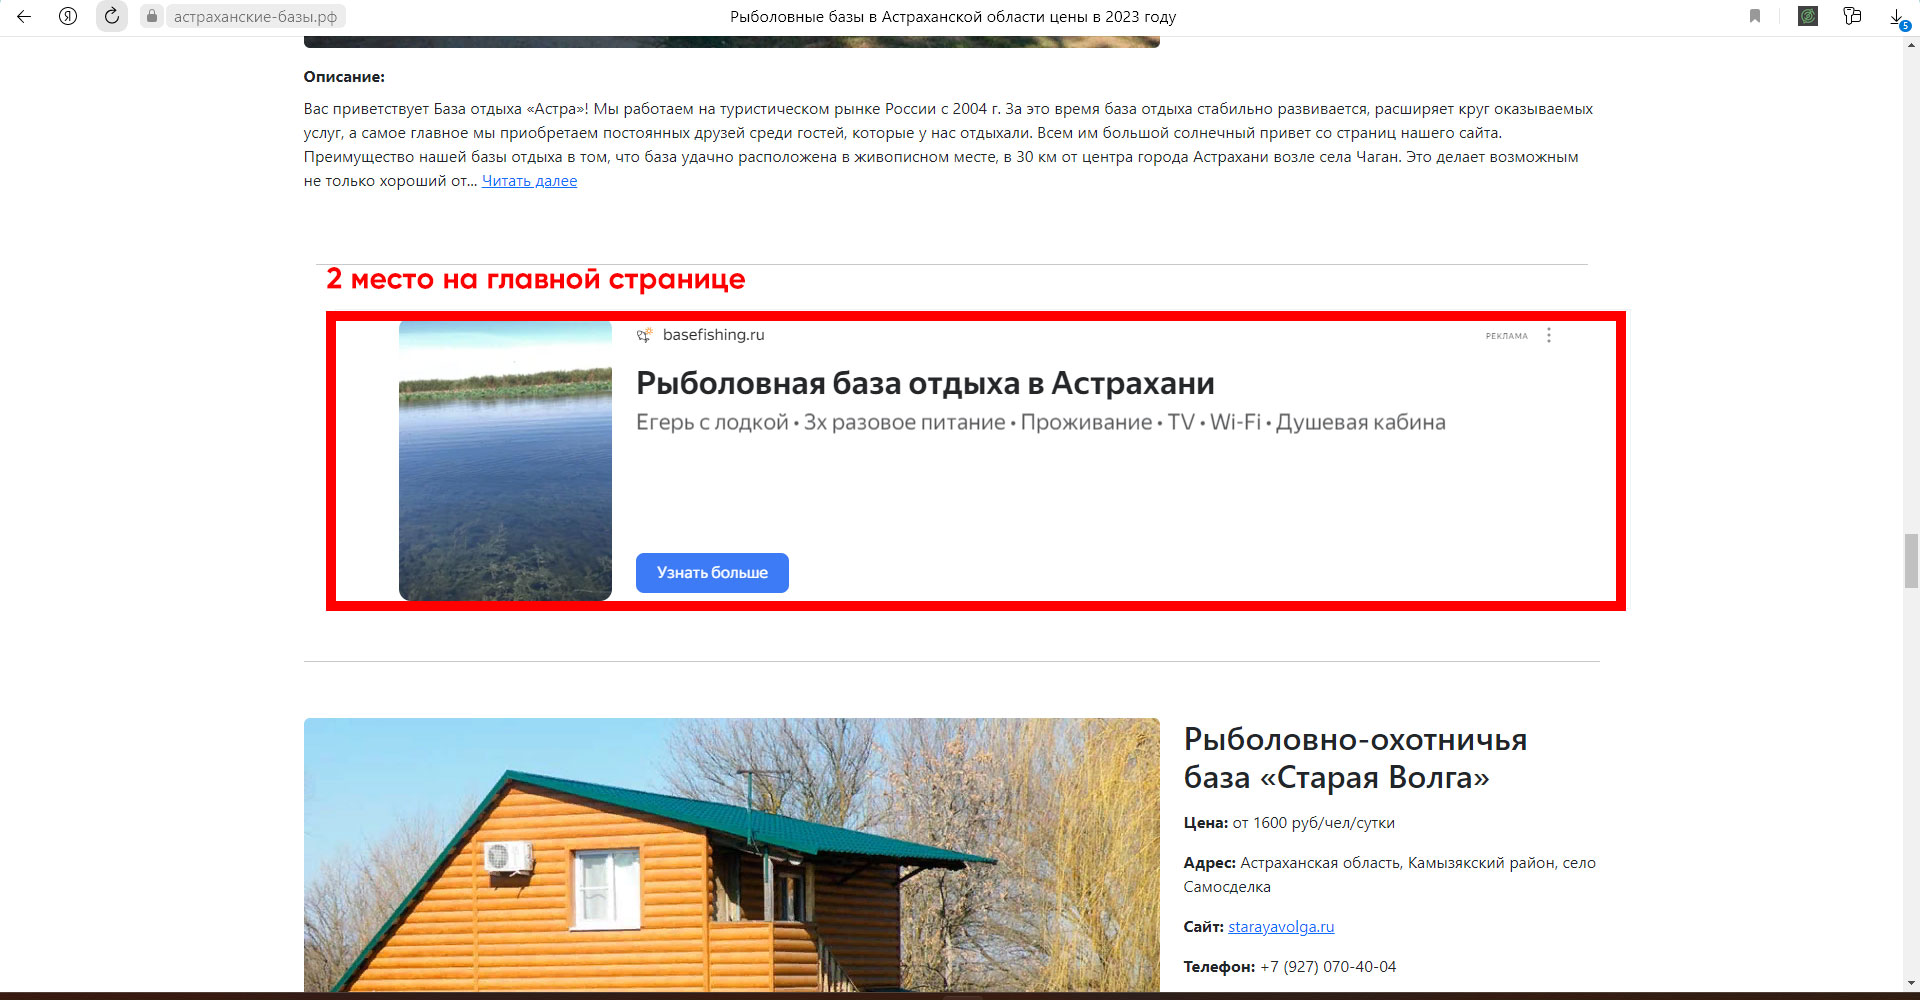 астраханские-базы.рф
Рыболовные базы в Астраханской области цены в 2023 году
5
Описание:
Вас приветствует База отдыха «Астра»! Мы работаем на туристическом рынке России с 2004 г. За это время база отдыха стабильно развивается, расширяет круг оказываемых
услуг, а самое главное мы приобретаем постоянных друзей среди гостей, которые у нас отдыхали. Всем им большой солнечный привет со страниц нашего сайта.
Преимущество нашей базы отдыха в том, что база удачно расположена в живописном месте, в 30 км от центра города Астрахани возле села Чаган. Это делает возможным
не только хороший от... Читать далее
2 место на главной странице
basefishing.ru
РЕКЛАМА
Рыболовная база отдыха в Астрахани
Егерь с лодкой • 3х разовое питание • Проживание • TV • Wi-Fi • Душевая кабина
Узнать больше
Рыболовно-охотничья
база «Старая Волга»
Цена: от 1600 руб/чел/сутки
Адрес: Астраханская область, Камызякский район, село
Самосделка
Сайт: starayavolga.ru
Телефон: +7 (927) 070-40-04